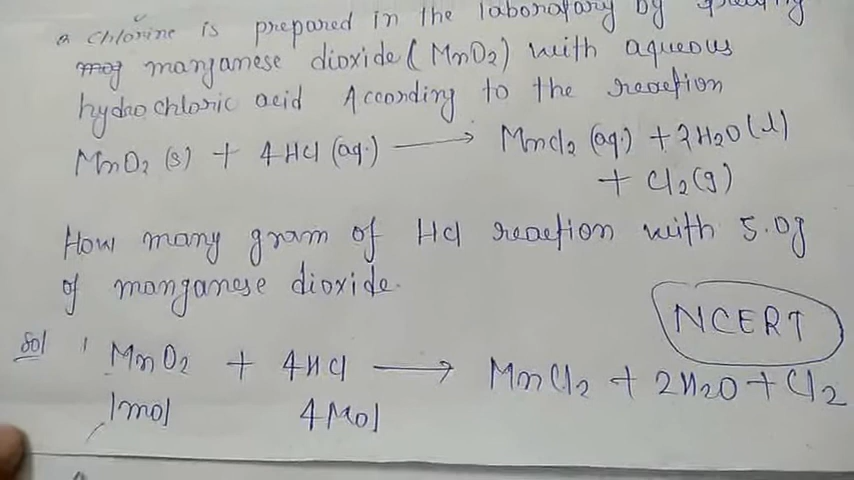 a chlorine is prepared in the laboratory by
manganese dioxide (MnO2) with aqueous
hydrochloric acid According to the reaction
MnO2 (s) + 4HCl (aq.) ⟶ MnCl2 (aq.) + 2H2O (l)
+ Cl2 (g)
How many gram of HCl reaction with 5.0g
of manganese dioxide.
NCERT
Sol MnO2 + 4HCl ⟶ MnCl2 + 2H2O + Cl2
1mol 4Mol